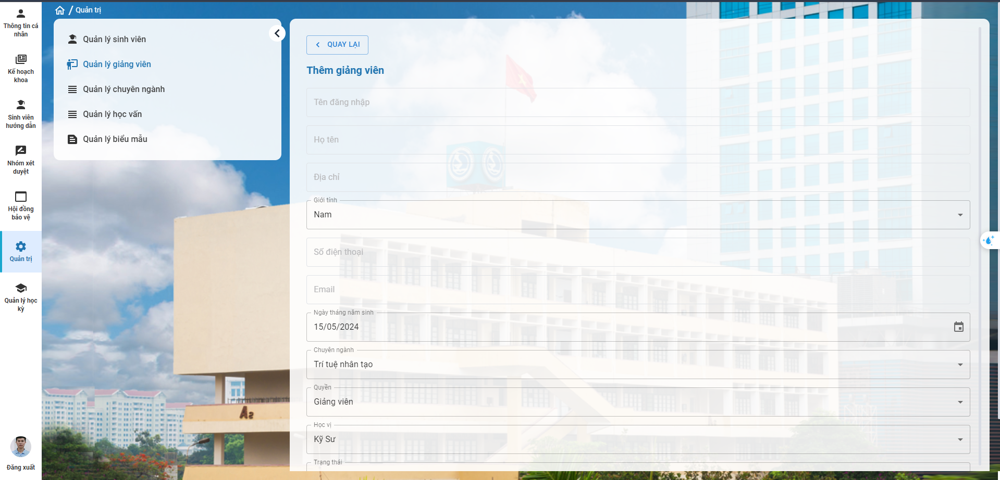 Quản trị
Thông tin cá
nhân
Kế hoạch
khoa
Sinh viên
hướng dẫn
Nhóm xét
duyệt
Hội đồng
bảo vệ
Quản trị
Quản lý học
kỳ
Đăng xuất
Quản lý sinh viên
Quản lý giảng viên
Quản lý chuyên ngành
Quản lý học vấn
Quản lý biểu mẫu
QUAY LẠI
Thêm giảng viên
Tên đăng nhập
Họ tên
Địa chỉ
Giới tính
Nam
Số điện thoại
Email
Ngày tháng năm sinh
15/05/2024
Chuyên ngành
Trí tuệ nhân tạo
Quyền
Giảng viên
Học vị
Kỹ Sư
Trạng thái
A2